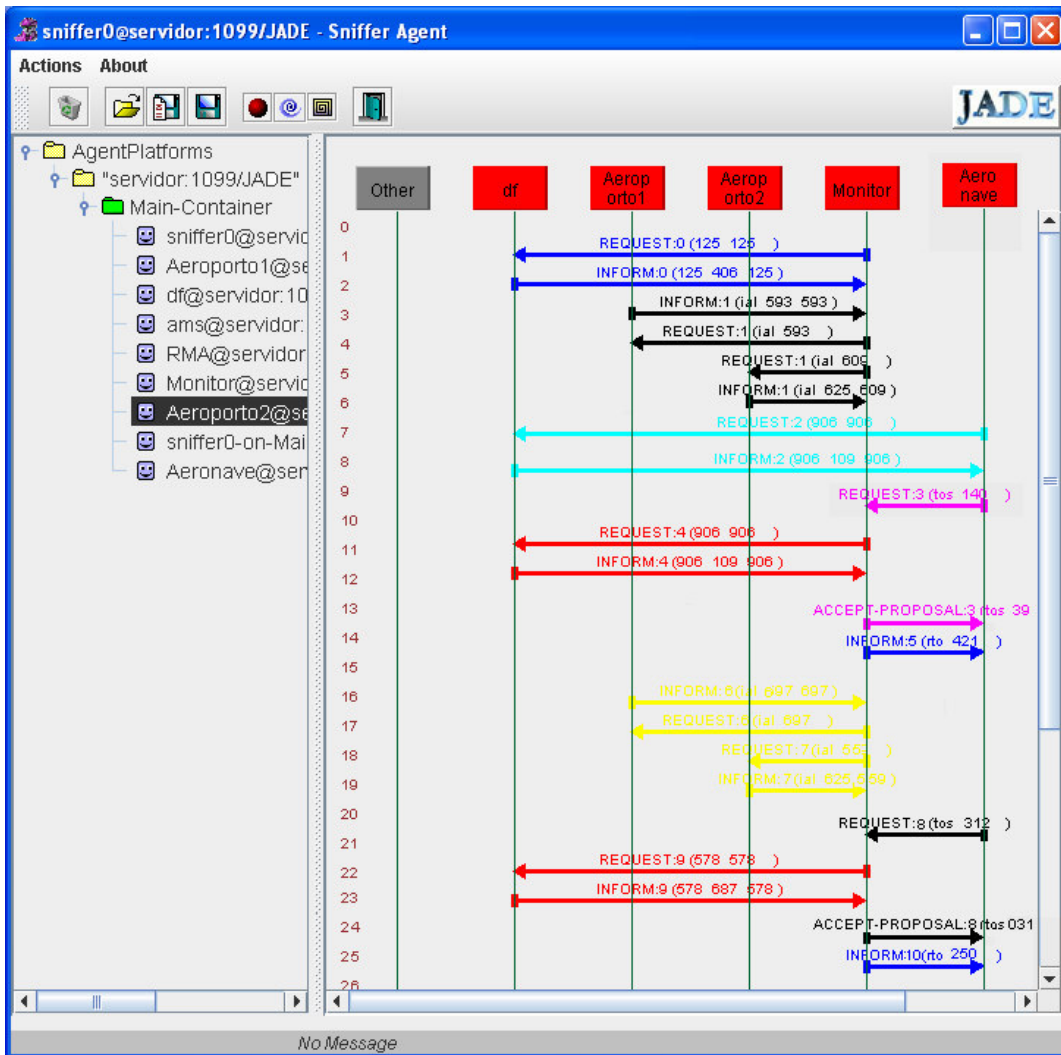 sniffer0@servidor:1099/JADE - Sniffer Agent
Actions About
JADE
AgentPlatforms
"servidor:1099/JADE"
Main-Container
sniffer0@servid
Aeroporto1@se
df@servidor:10
ams@servidor:
RMA@servidor
Monitor@servid
Aeroporto2@se
sniffer0-on-Mai
Aeronave@ser
Other
df
Aerop
orto1
Aerop
orto2
Monitor
Aero
nave
0
REQUEST:0 (125 125 )
1
INFORM:0 (125 406 125 )
2
INFORM:1 (ial 593 593 )
3
REQUEST:1 (ial 593 )
4
REQUEST:1 (ial 609 )
5
INFORM:1 (ial 625 609 )
6
REQUEST:2 (906 906 )
7
INFORM:2 (906 109 906 )
8
REQUEST:3 (tos 140 )
9
10
REQUEST:4 (906 906 )
11
INFORM:4 (906 109 906 )
12
ACCEPT-PROPOSAL:3 (tos 39
13
INFORM:5 (rto 421 )
14
15
INFORM:6(ial 697 697)
16
REQUEST:6(ial 697 )
17
REQUEST:7(ial )
18
INFORM:7(ial 625 )
19
20
REQUEST:8(tos 312 )
21
REQUEST:9 (578 578 )
22
INFORM:9 (578 687 578 )
23
ACCEPT-PROPOSAL:8 031
24
INFORM:10(rto 250 )
25
26
No Message